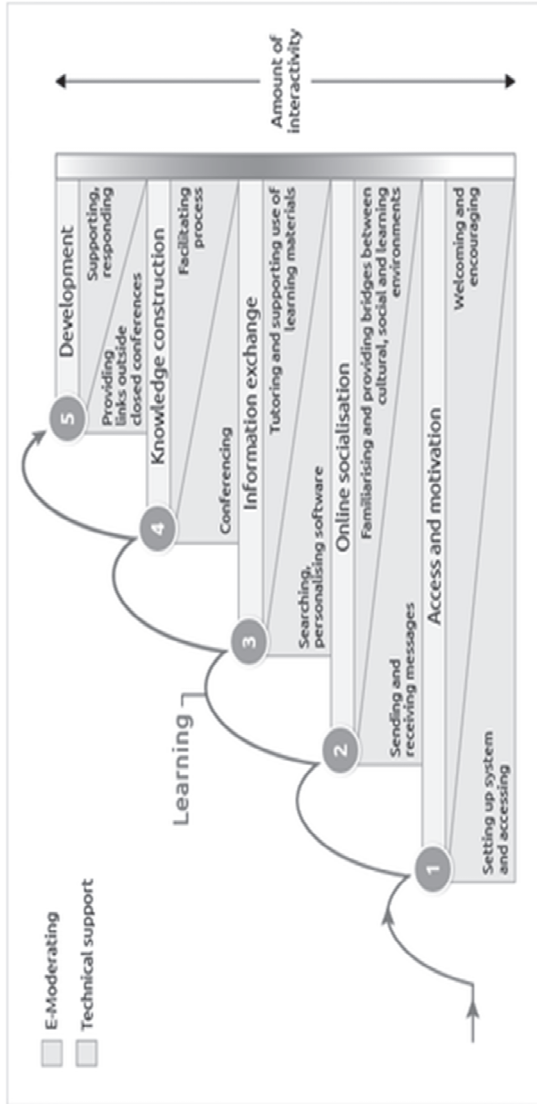 E-Moderating
Technical support
Learning
5
Development
Providing
links outside
closed conferences
Supporting,
responding
4
Knowledge construction
Conferencing
Facilitating
process
3
Information exchange
Searching,
personalising software
Tutoring and supporting use of
learning materials
2
Online socialisation
Sending and
receiving messages
Familiarising and providing bridges between
cultural, social and learning
environments
1
Access and motivation
Setting up system
and accessing
Welcoming and
encouraging
Amount of
interactivity